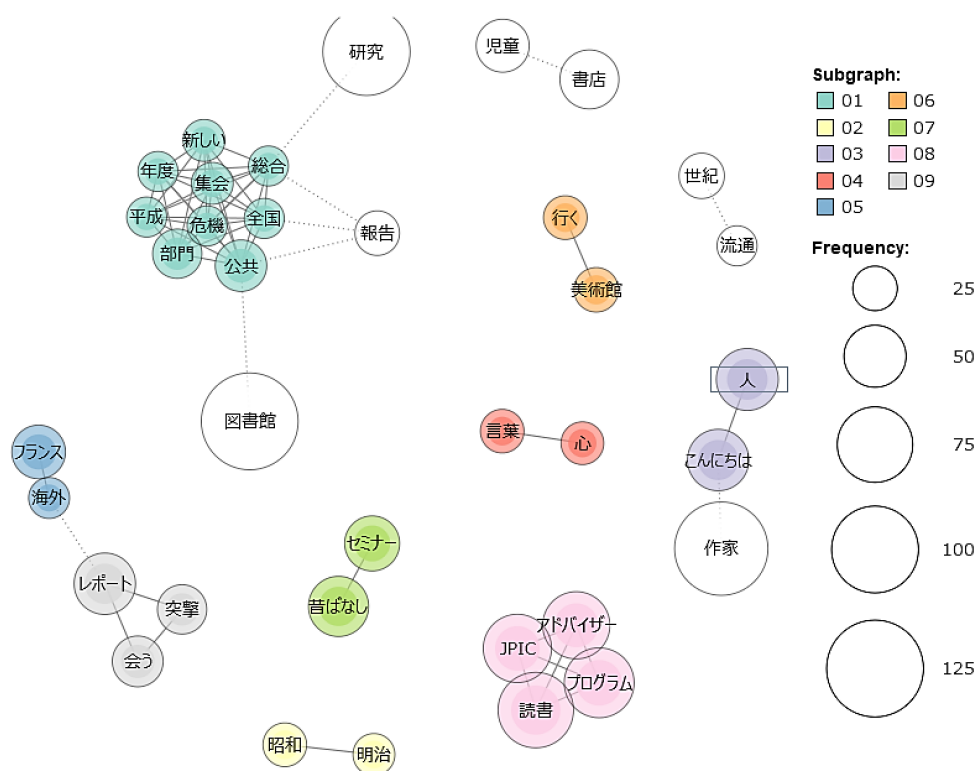 研究
児童
書店
新しい
年度
総合
集会
平成
危機
全国
部門
公共
報告
世紀
流通
行く
美術館
人
こんにちは
作家
図書館
言葉
心
フランス
海外
レポート
突撃
会う
セミナー
昔ばなし
アドバイザー
JPIC
プログラム
読書
昭和
明治
Subgraph:
01 06
02 07
03 08
04 09
05
Frequency:
25
50
75
100
125